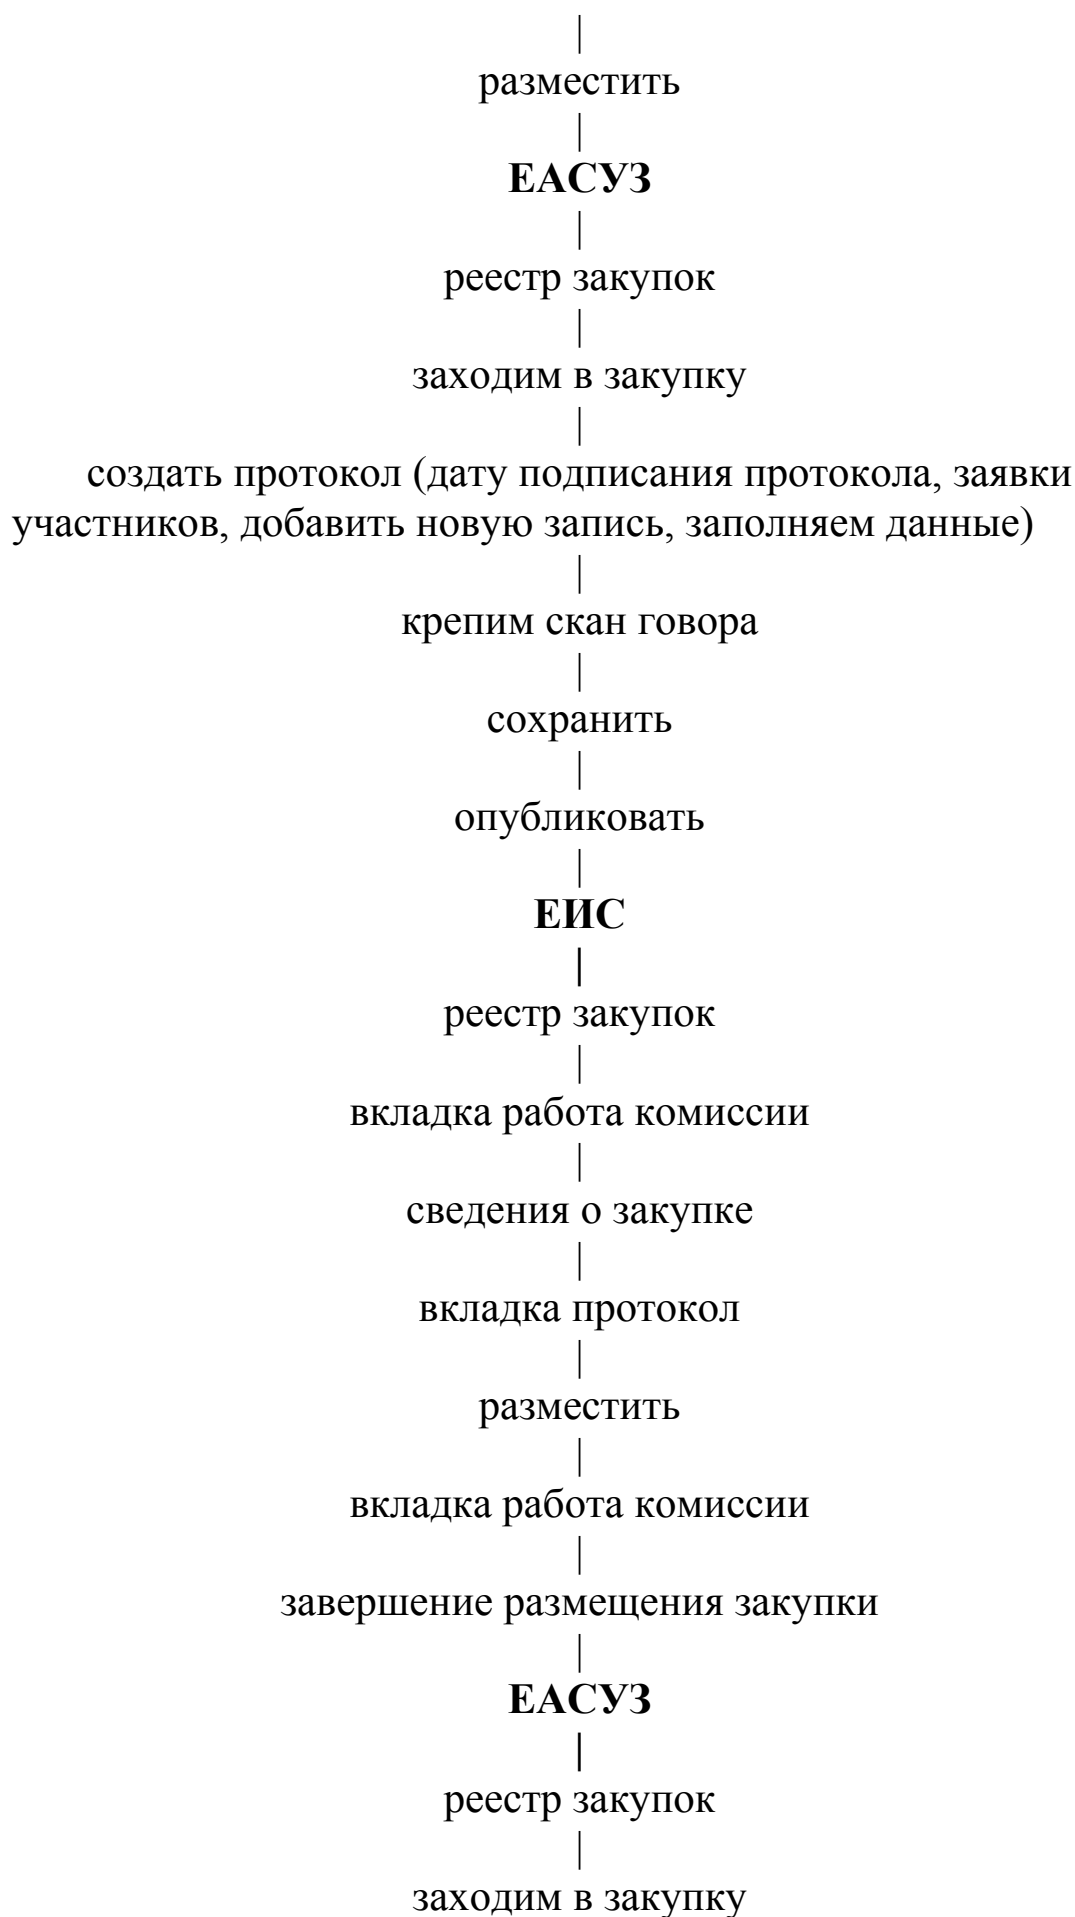 |
разместить
|
ЕАСУЗ
|
реестр закупок
|
заходим в закупку
|
создать протокол (дату подписания протокола, заявки
участников, добавить новую запись, заполняем данные)
|
крепим скан говора
|
сохранить
|
опубликовать
|
ЕИС
|
реестр закупок
|
вкладка работа комиссии
|
сведения о закупке
|
вкладка протокол
|
разместить
|
вкладка работа комиссии
|
завершение размещения закупки
|
ЕАСУЗ
|
реестр закупок
|
заходим в закупку